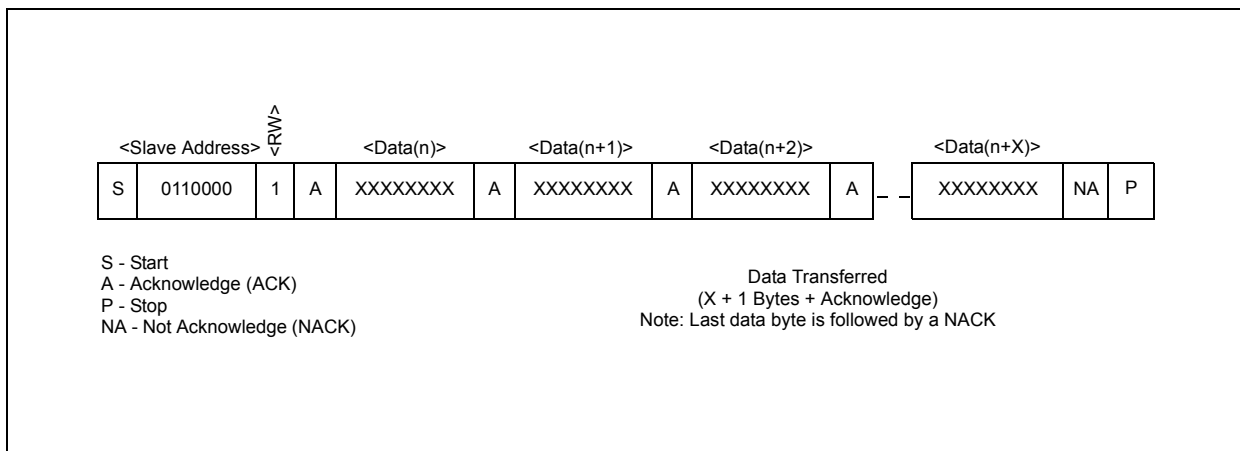 <Slave Address> <RW> <Data(n)> <Data(n+1)> <Data(n+2)> <Data(n+X)>
S 0110000 1 A XXXXXXXX A XXXXXXXX A XXXXXXXX A XXXXXXXX NA P
S - Start
A - Acknowledge (ACK)
P - Stop
NA - Not Acknowledge (NACK)
Data Transferred
(X + 1 Bytes + Acknowledge)
Note: Last data byte is followed by a NACK